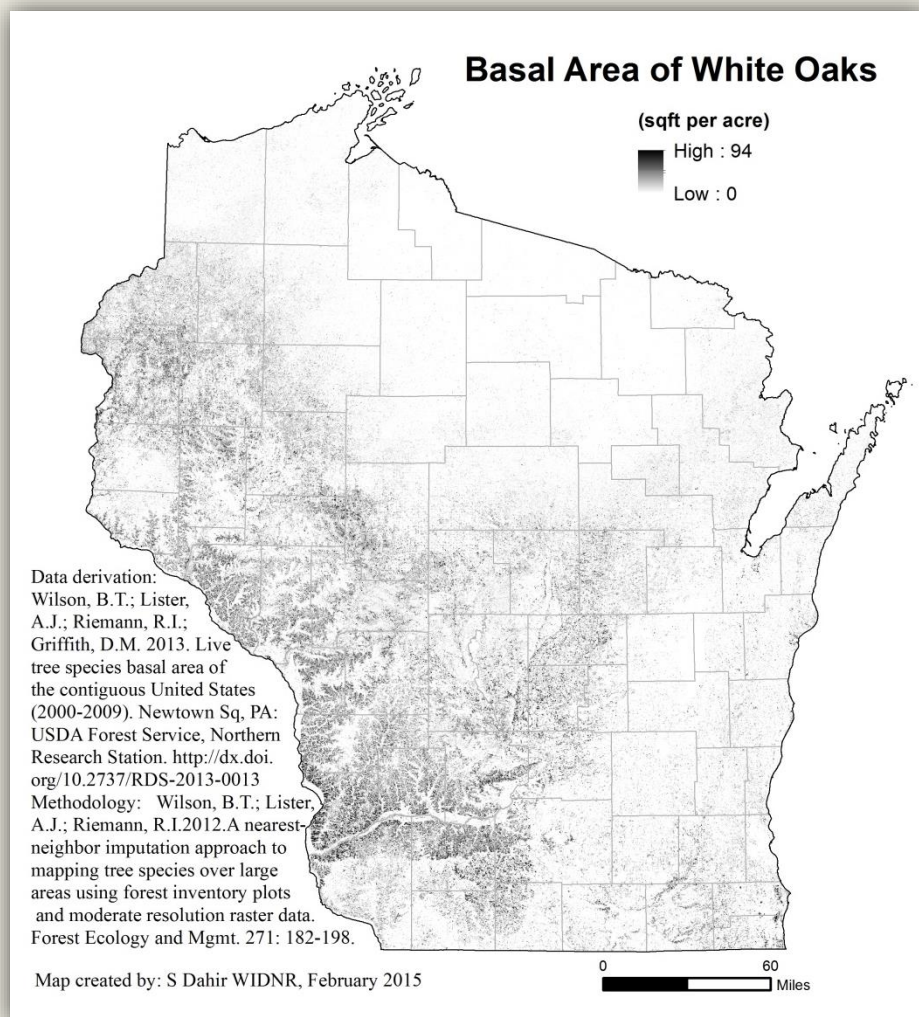 Basal Area of White Oaks
(sqft per acre)
High : 94
Low : 0
Data derivation:
Wilson, B.T.; Lister,
A.J.; Riemann, R.I.;
Griffith, D.M. 2013. Live
tree species basal area of
the contiguous United States
(2000-2009). Newtown Sq, PA:
USDA Forest Service, Northern
Research Station. http://dx.doi.
org/10.2737/RDS-2013-0013
Methodology: Wilson, B.T.; Lister,
A.J.; Riemann, R.I.2012.A nearest-
neighbor imputation approach to
mapping tree species over large
areas using forest inventory plots
and moderate resolution raster data.
Forest Ecology and Mgmt. 271: 182-198.
Map created by: S Dahir WIDNR, February 2015
0 60
Miles